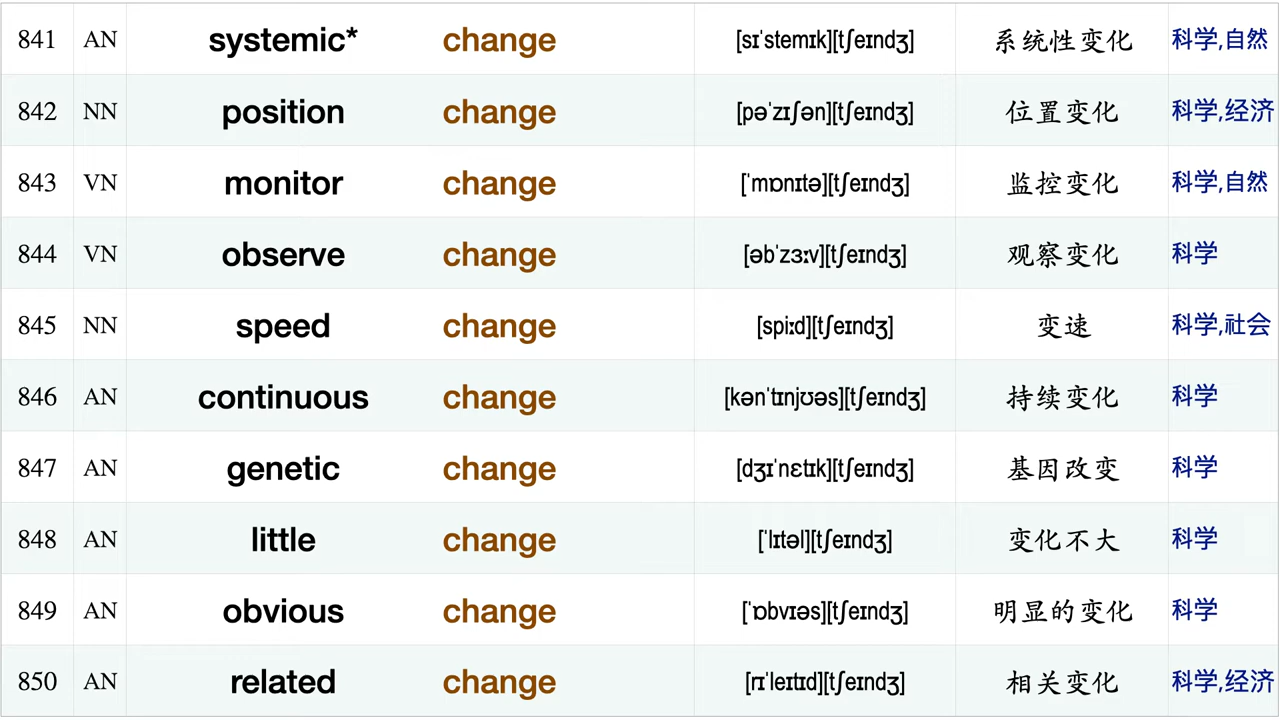 841 AN systemic* change [sɪˈstemɪk][tʃeɪndʒ] 系统性变化 科学,自然
842 NN position change [pəˈzɪʃən][tʃeɪndʒ] 位置变化 科学,经济
843 VN monitor change [ˈmɒnɪtə][tʃeɪndʒ] 监控变化 科学,自然
844 VN observe change [əbˈzɜːv][tʃeɪndʒ] 观察变化 科学
845 NN speed change [spiːd][tʃeɪndʒ] 变速 科学,社会
846 AN continuous change [kənˈtɪnjʊəs][tʃeɪndʒ] 持续变化 科学
847 AN genetic change [dʒɪˈnɛtɪk][tʃeɪndʒ] 基因改变 科学
848 AN little change [ˈlɪtəl][tʃeɪndʒ] 变化不大 科学
849 AN obvious change [ˈɒbvɪəs][tʃeɪndʒ] 明显的变化 科学
850 AN related change [rɪˈleɪtɪd][tʃeɪndʒ] 相关变化 科学,经济